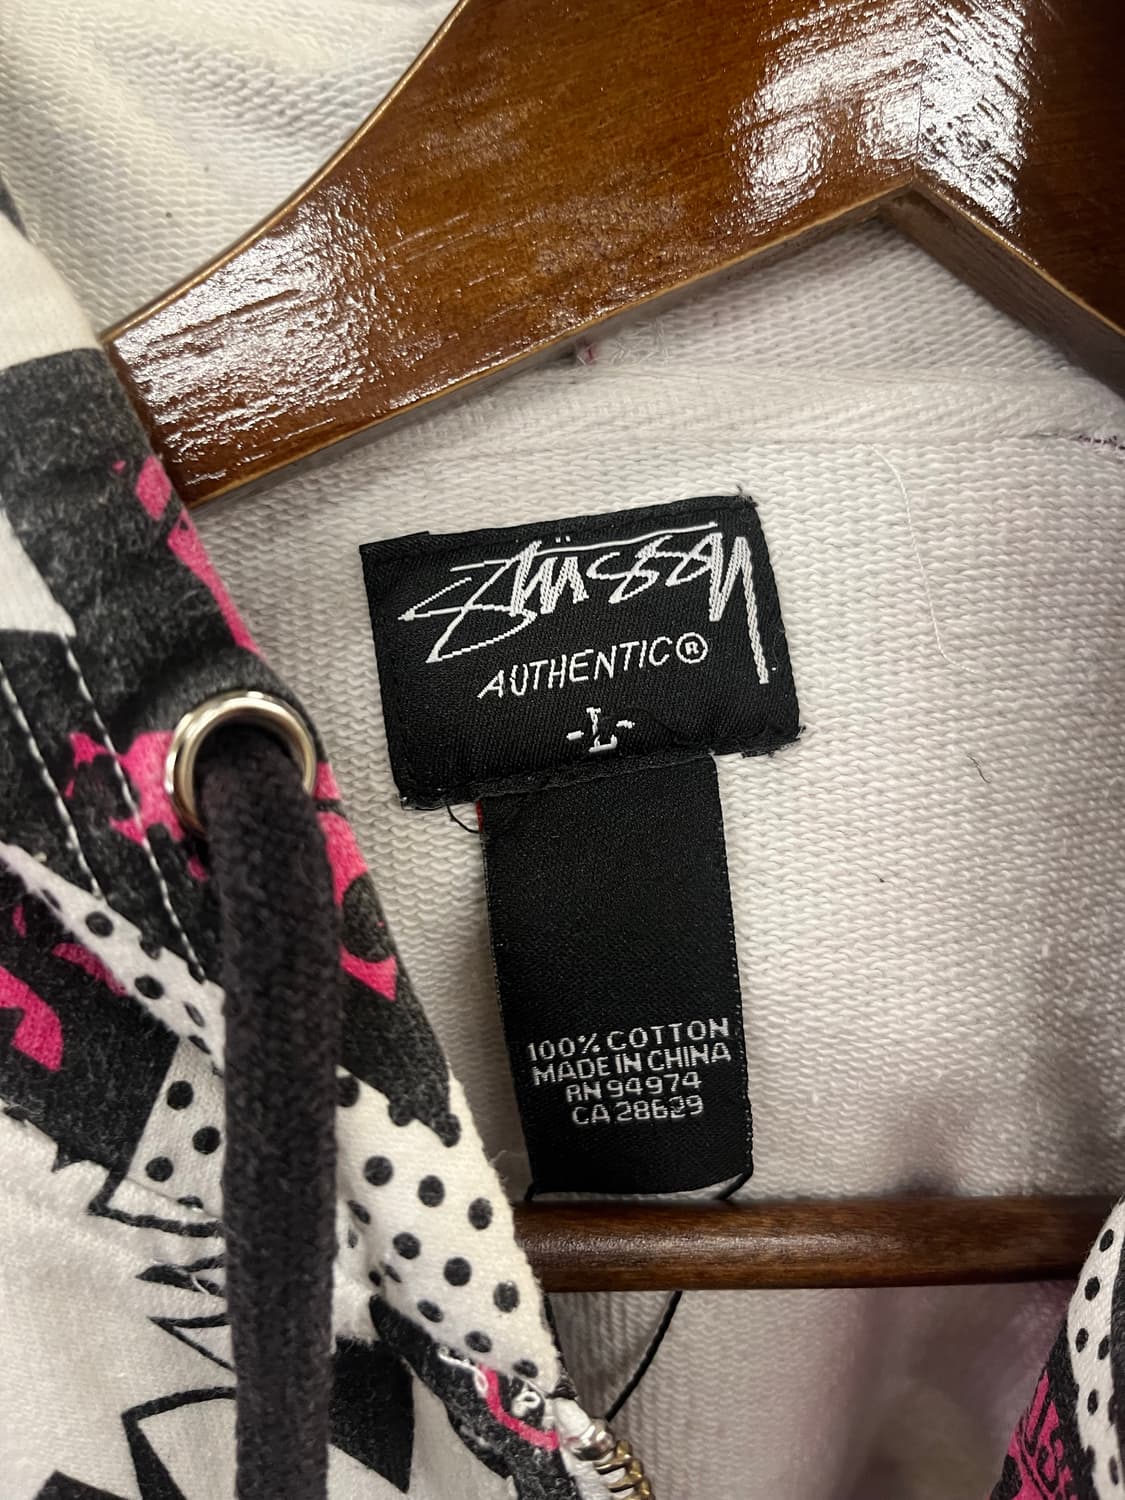 Stüssy
AUTHENTIC®
-L-
100% COTTON
MADE IN CHINA
RN 94974
CA 28629